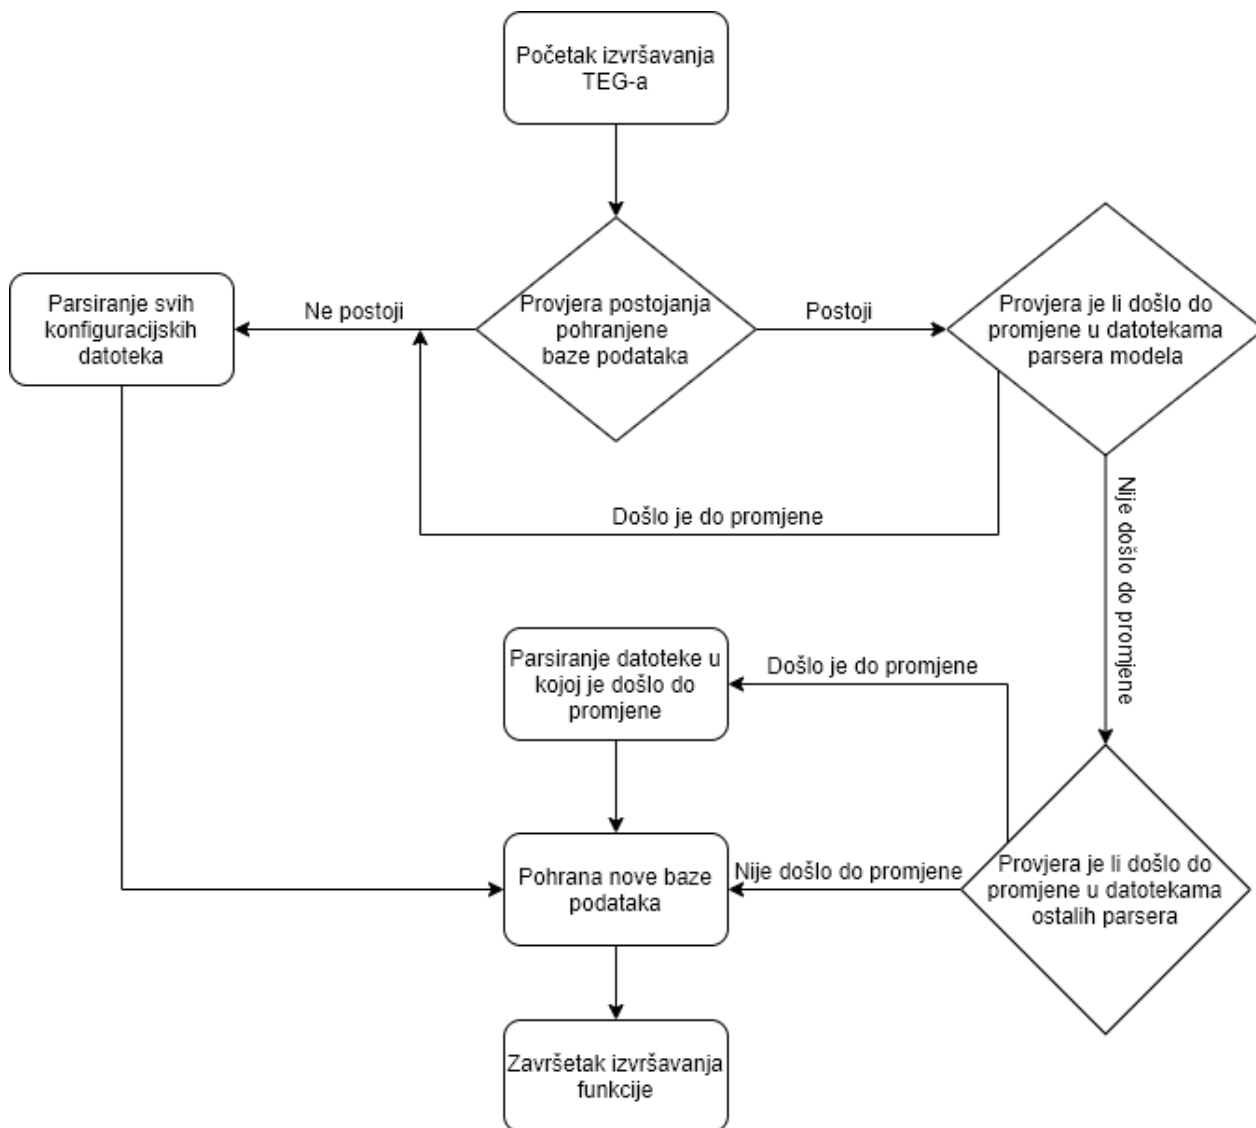 Početak izvršavanja
TEG-a
Provjera postojanja
pohranjene
baze podataka
Ne postoji
Postoji
Parsiranje svih
konfiguracijskih
datoteka
Provjera je li došlo do
promjene u datotekama
parsera modela
Došlo je do promjene
Nije došlo do promjene
Parsiranje datoteke u
kojoj je došlo do
promjene
Došlo je do promjene
Pohrana nove baze
podataka
Nije došlo do promjene
Provjera je li došlo do
promjene u datotekama
ostalih parsera
Završetak izvršavanja
funkcije